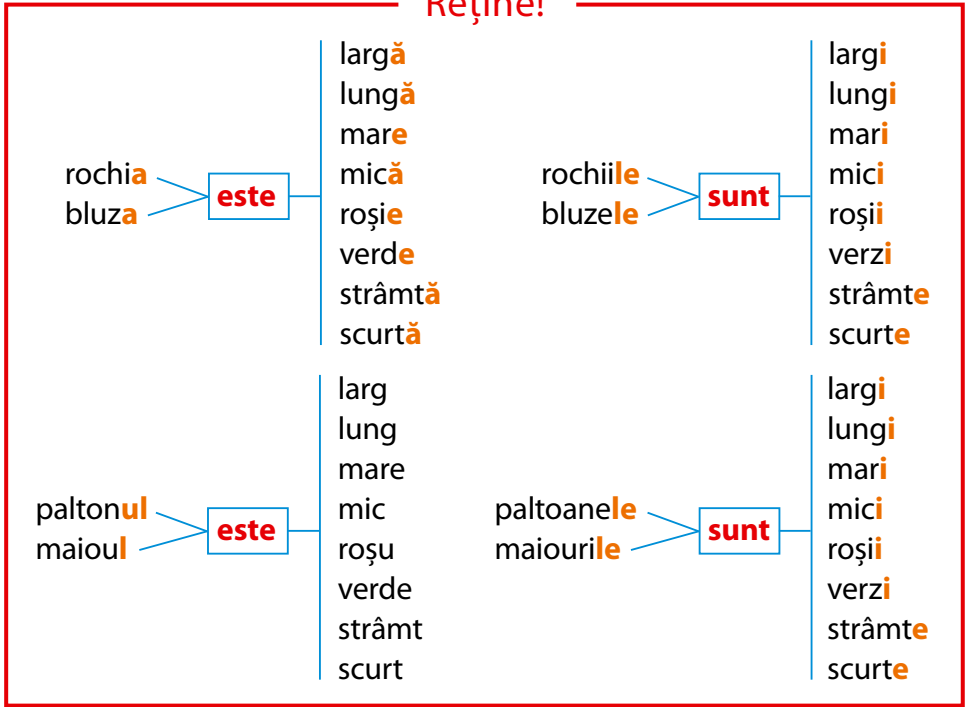 Reține!
rochia
bluza
este
largă
lungă
mare
mică
roșie
verde
strâmtă
scurtă
rochiile
bluzele
sunt
largi
lungi
mari
mici
roșii
verzi
strâmte
scurte
paltonul
maioul
este
larg
lung
mare
mic
roșu
verde
strâmt
scurt
paltoanele
maiourile
sunt
largi
lungi
mari
mici
roșii
verzi
strâmte
scurte